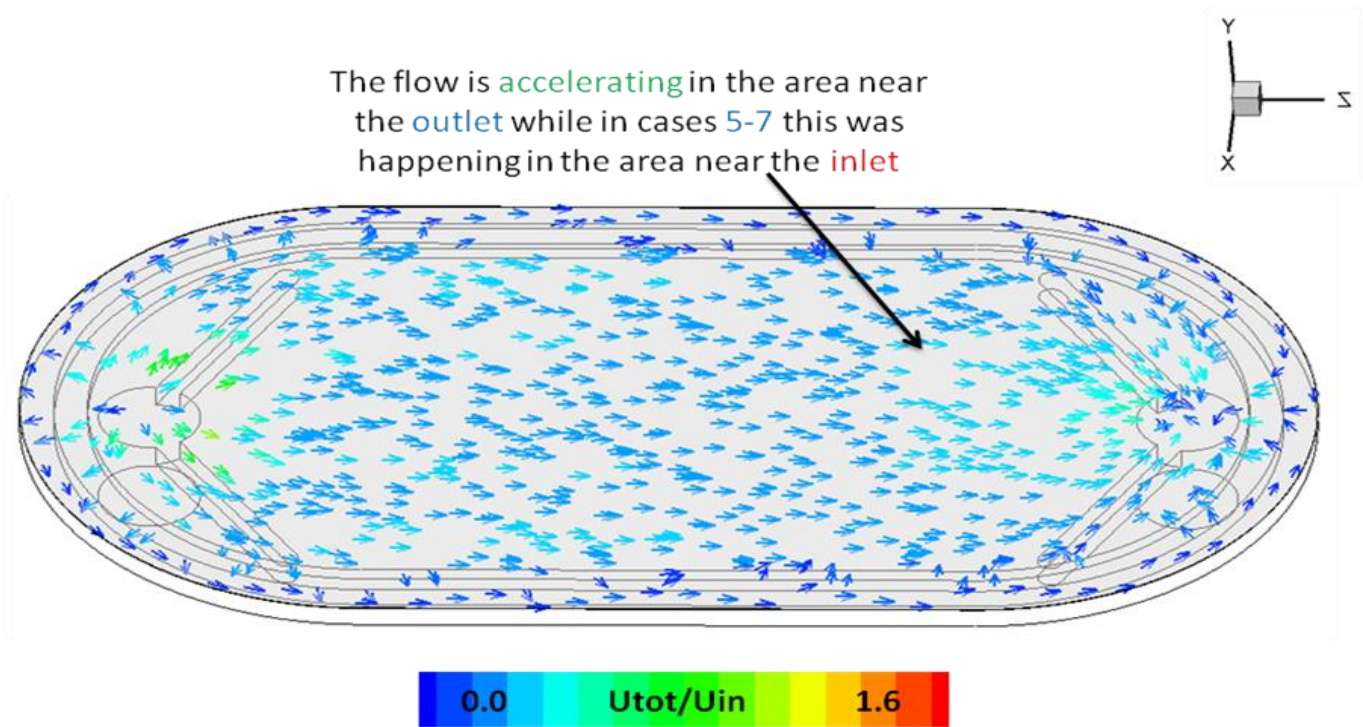 Y
The flow is accelerating in the area near
the outlet while in cases 5-7 this was
happening in the area near the inlet
Z
X
0.0 Utot/Uin 1.6